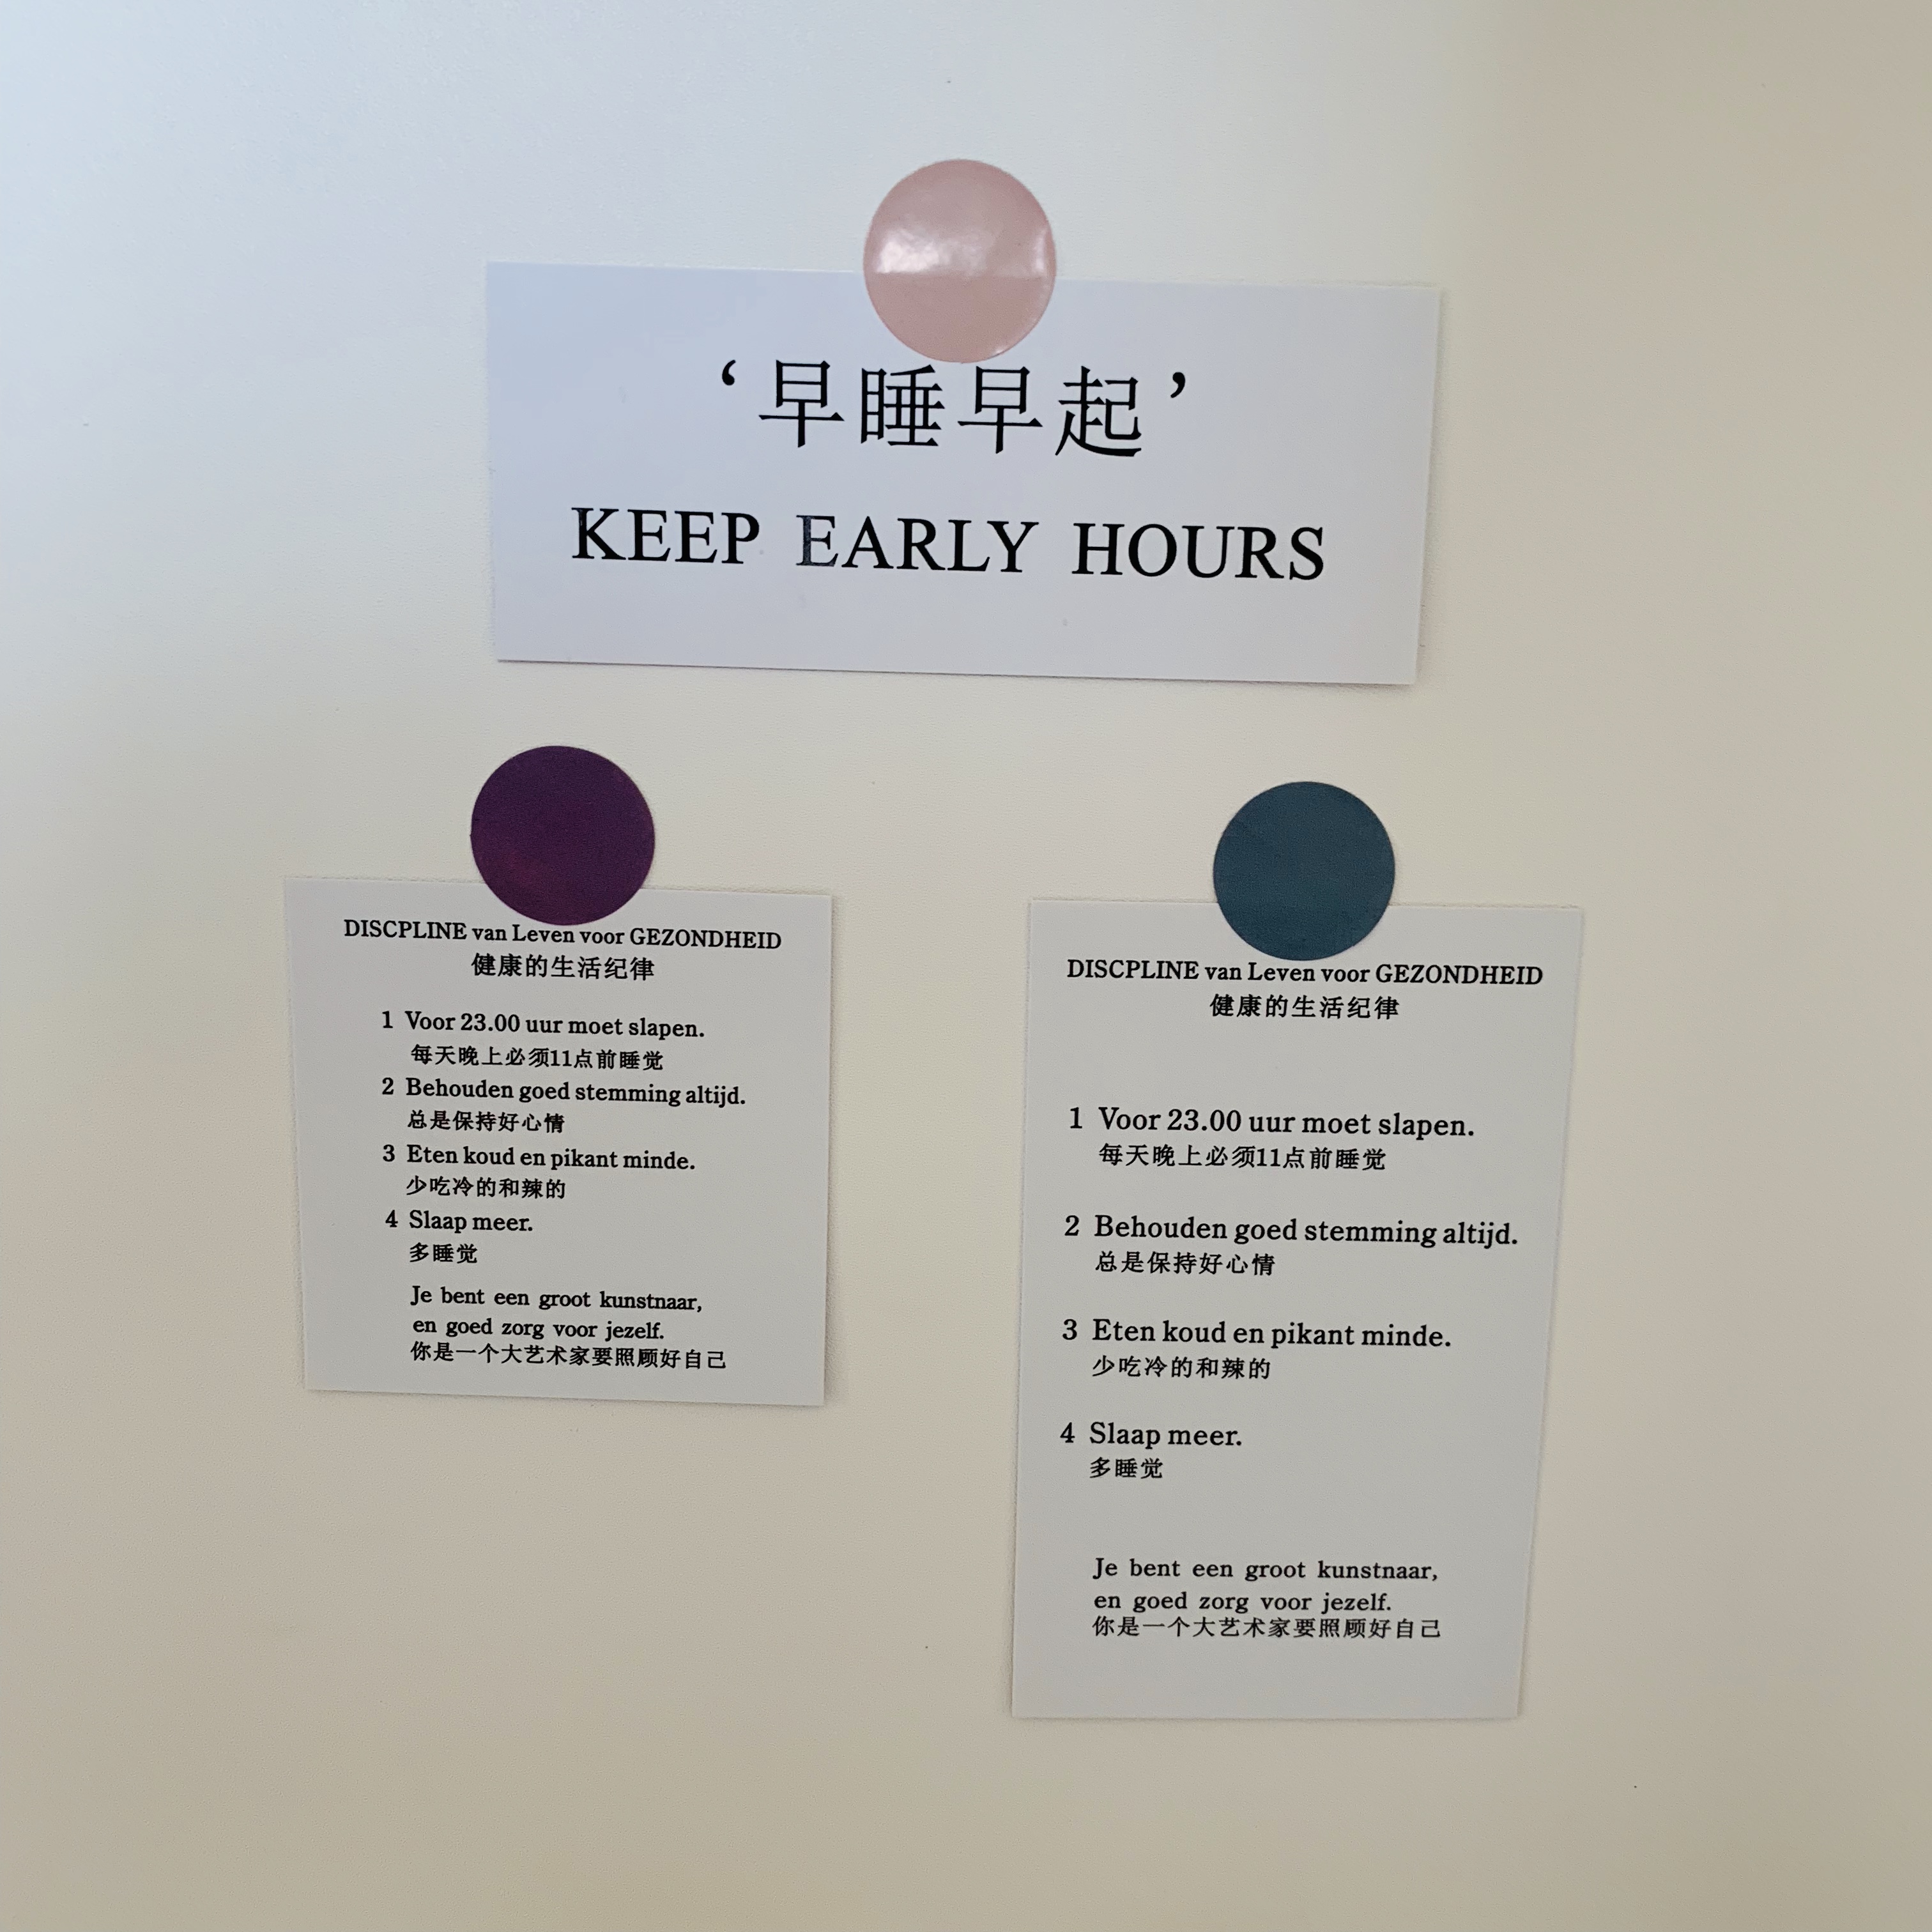 ‘早睡早起’
KEEP EARLY HOURS
DISCPLINE van Leven voor GEZONDHEID
健康的生活纪律
1 Voor 23.00 uur moet slapen.
每天晚上必须11点前睡觉
2 Behouden goed stemming altijd.
总是保持好心情
3 Eten koud en pikant minde.
少吃冷的和辣的
4 Slaap meer.
多睡觉
Je bent een groot kunstnaar,
en goed zorg voor jezelf.
你是一个大艺术家要照顾好自己
DISCPLINE van Leven voor GEZONDHEID
健康的生活纪律
1 Voor 23.00 uur moet slapen.
每天晚上必须11点前睡觉
2 Behouden goed stemming altijd.
总是保持好心情
3 Eten koud en pikant minde.
少吃冷的和辣的
4 Slaap meer.
多睡觉
Je bent een groot kunstnaar,
en goed zorg voor jezelf.
你是一个大艺术家要照顾好自己